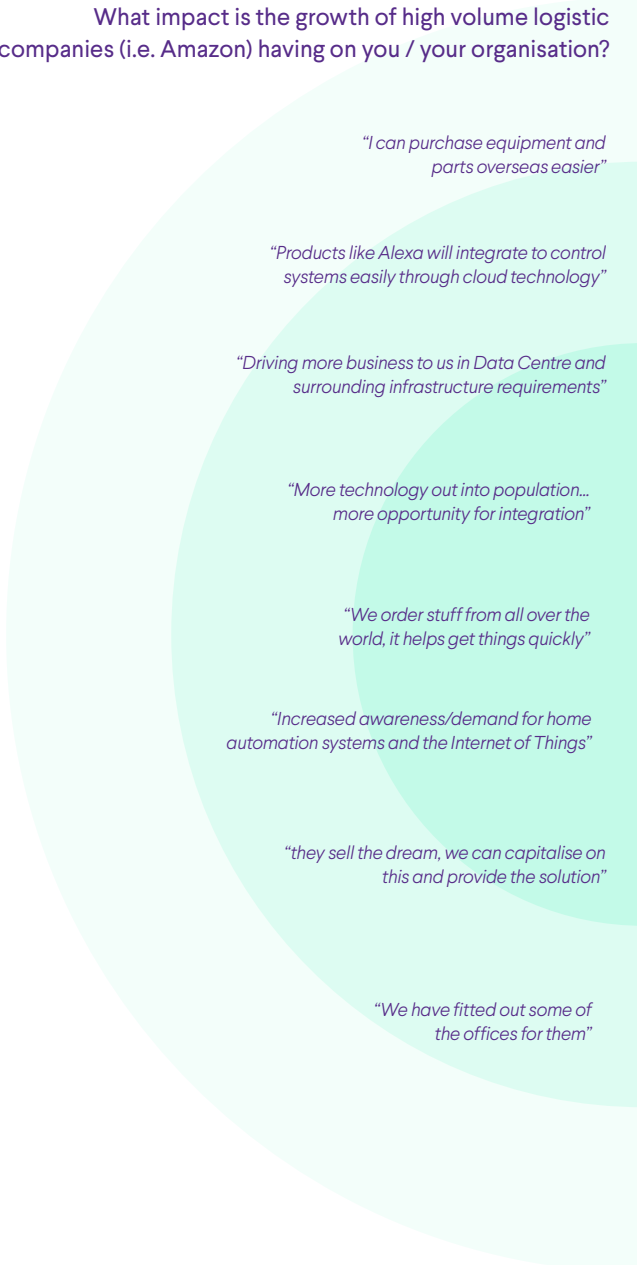 What impact is the growth of high volume logistic
companies (i.e. Amazon) having on you / your organisation?
“I can purchase equipment and
parts overseas easier”
“Products like Alexa will integrate to control
systems easily through cloud technology”
“Driving more business to us in Data Centre and
surrounding infrastructure requirements”
“More technology out into population...
more opportunity for integration”
“We order stuff from all over the
world, it helps get things quickly”
“Increased awareness/demand for home
automation systems and the Internet of Things”
“they sell the dream, we can capitalise on
this and provide the solution”
“We have fitted out some of
the offices for them”